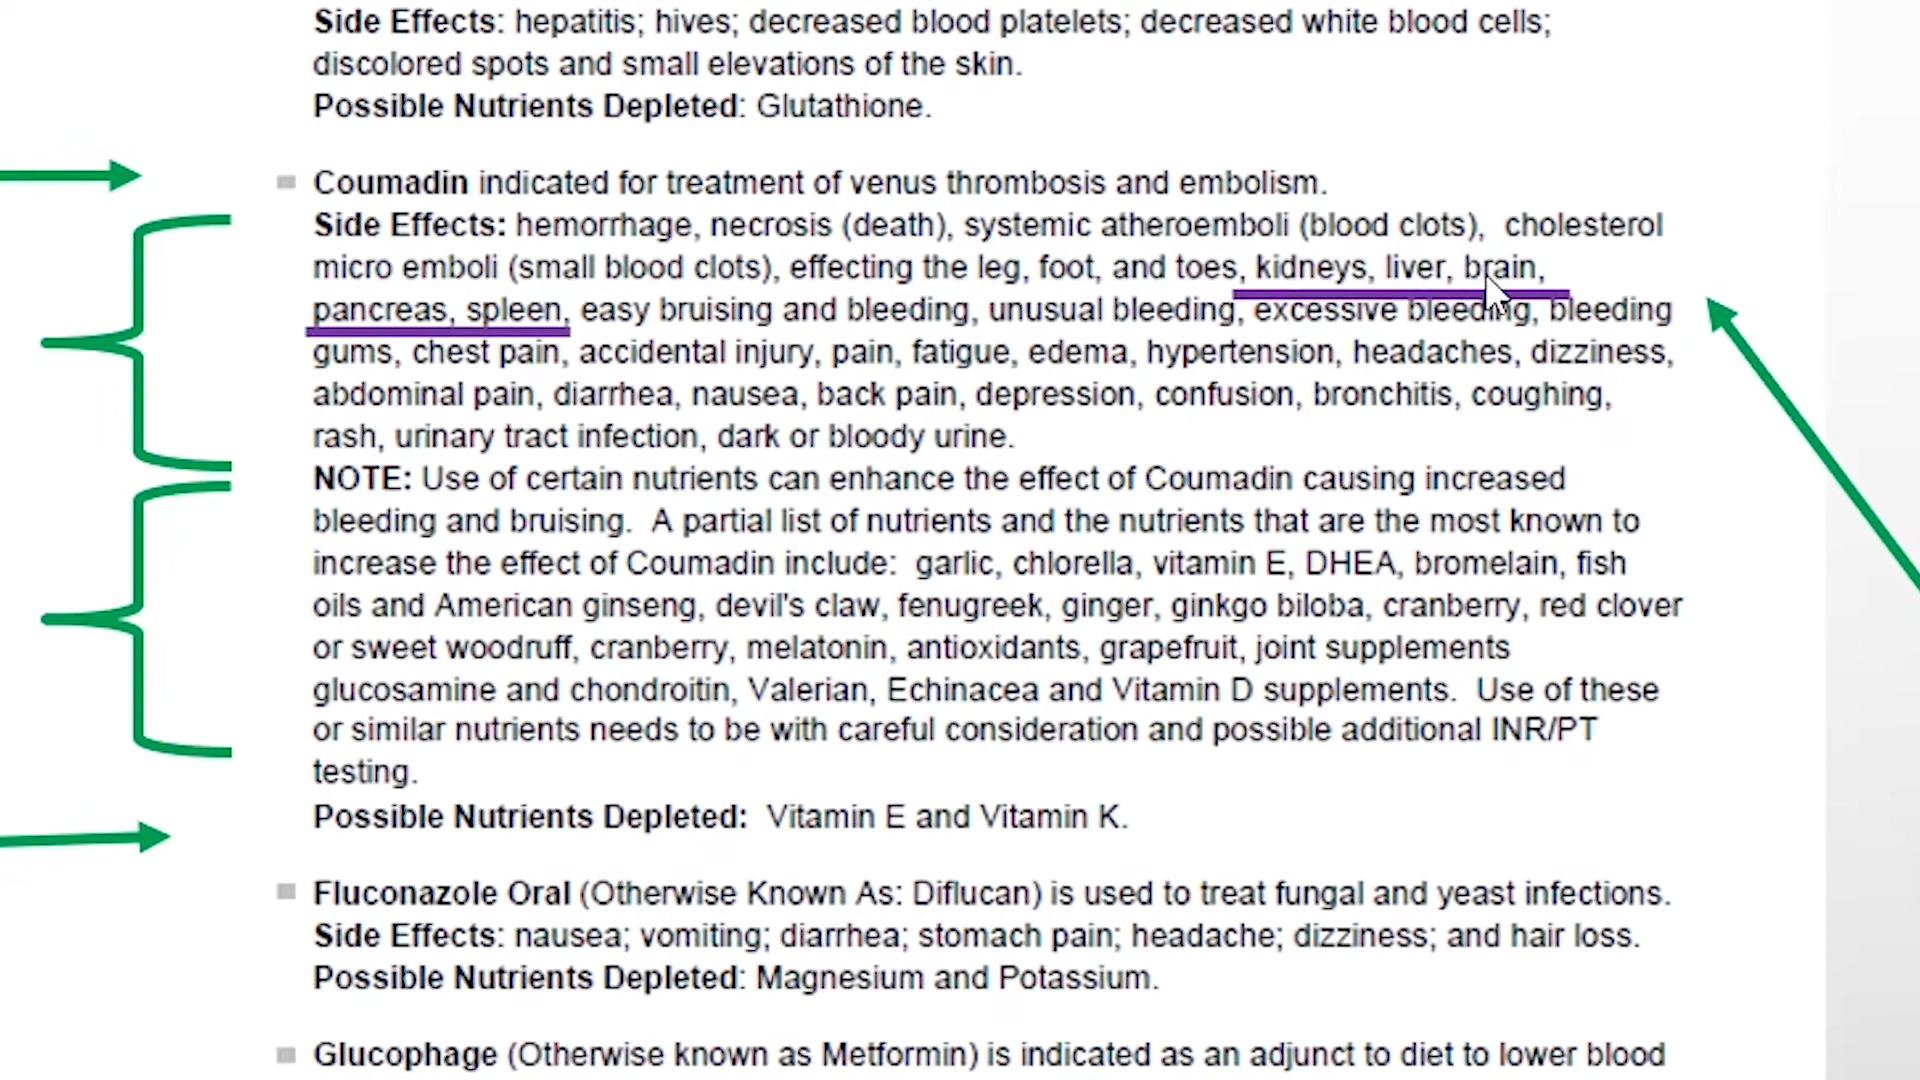 Side Effects: hepatitis; hives; decreased blood platelets; decreased white blood cells;
discolored spots and small elevations of the skin.
Possible Nutrients Depleted: Glutathione.
Coumadin indicated for treatment of venus thrombosis and embolism.
Side Effects: hemorrhage, necrosis (death), systemic atheroemboli (blood clots), cholesterol
micro emboli (small blood clots), effecting the leg, foot, and toes, kidneys, liver, brain,
pancreas, spleen, easy bruising and bleeding, unusual bleeding, excessive bleeding, bleeding
gums, chest pain, accidental injury, pain, fatigue, edema, hypertension, headaches, dizziness,
abdominal pain, diarrhea, nausea, back pain, depression, confusion, bronchitis, coughing,
rash, urinary tract infection, dark or bloody urine.
NOTE: Use of certain nutrients can enhance the effect of Coumadin causing increased
bleeding and bruising. A partial list of nutrients and the nutrients that are the most known to
increase the effect of Coumadin include: garlic, chlorella, vitamin E, DHEA, bromelain, fish
oils and American ginseng, devil's claw, fenugreek, ginger, ginkgo biloba, cranberry, red clover
or sweet woodruff, cranberry, melatonin, antioxidants, grapefruit, joint supplements
glucosamine and chondroitin, Valerian, Echinacea and Vitamin D supplements. Use of these
or similar nutrients needs to be with careful consideration and possible additional INR/PT
testing.
Possible Nutrients Depleted: Vitamin E and Vitamin K.
Fluconazole Oral (Otherwise Known As: Diflucan) is used to treat fungal and yeast infections.
Side Effects: nausea; vomiting; diarrhea; stomach pain; headache; dizziness; and hair loss.
Possible Nutrients Depleted: Magnesium and Potassium.
Glucophage (Otherwise known as Metformin) is indicated as an adjunct to diet to lower blood